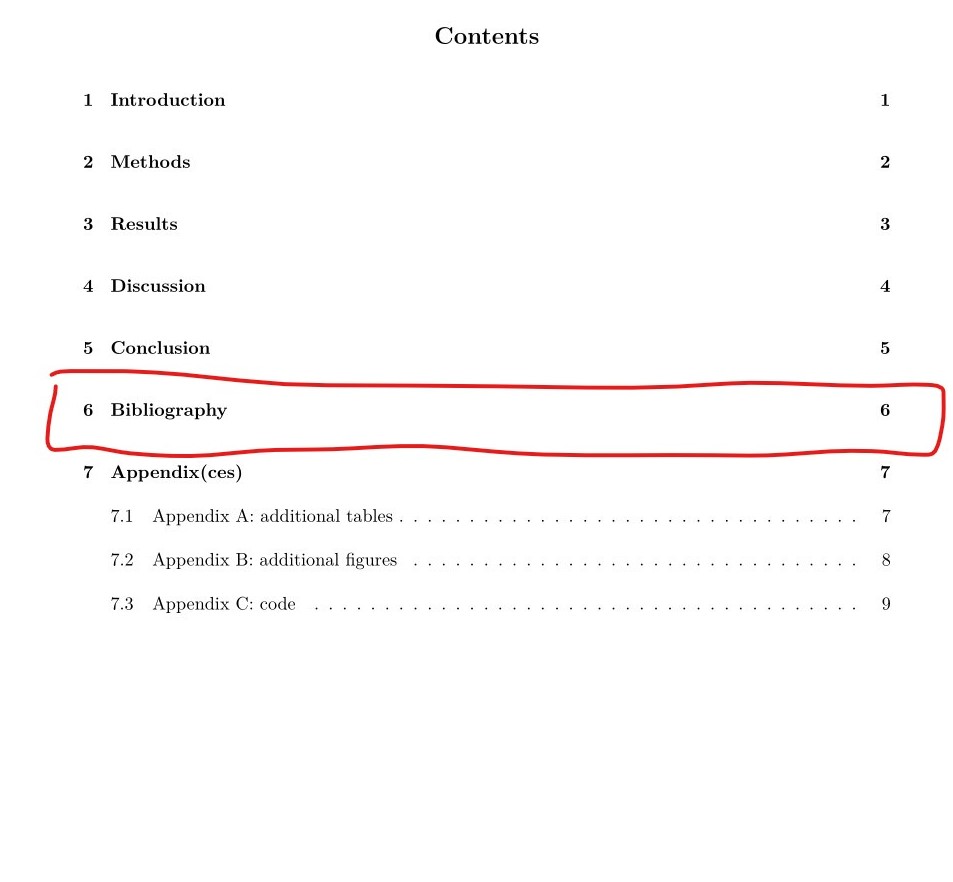 Contents
1 Introduction 1
2 Methods 2
3 Results 3
4 Discussion 4
5 Conclusion 5
6 Bibliography 6
7 Appendix(ces) 7
7.1 Appendix A: additional tables . . . . . . . . . . . . . . . . . . . . . . . . . . . . . . . . . 7
7.2 Appendix B: additional figures . . . . . . . . . . . . . . . . . . . . . . . . . . . . . . . . 8
7.3 Appendix C: code . . . . . . . . . . . . . . . . . . . . . . . . . . . . . . . . . . . . . . . 9